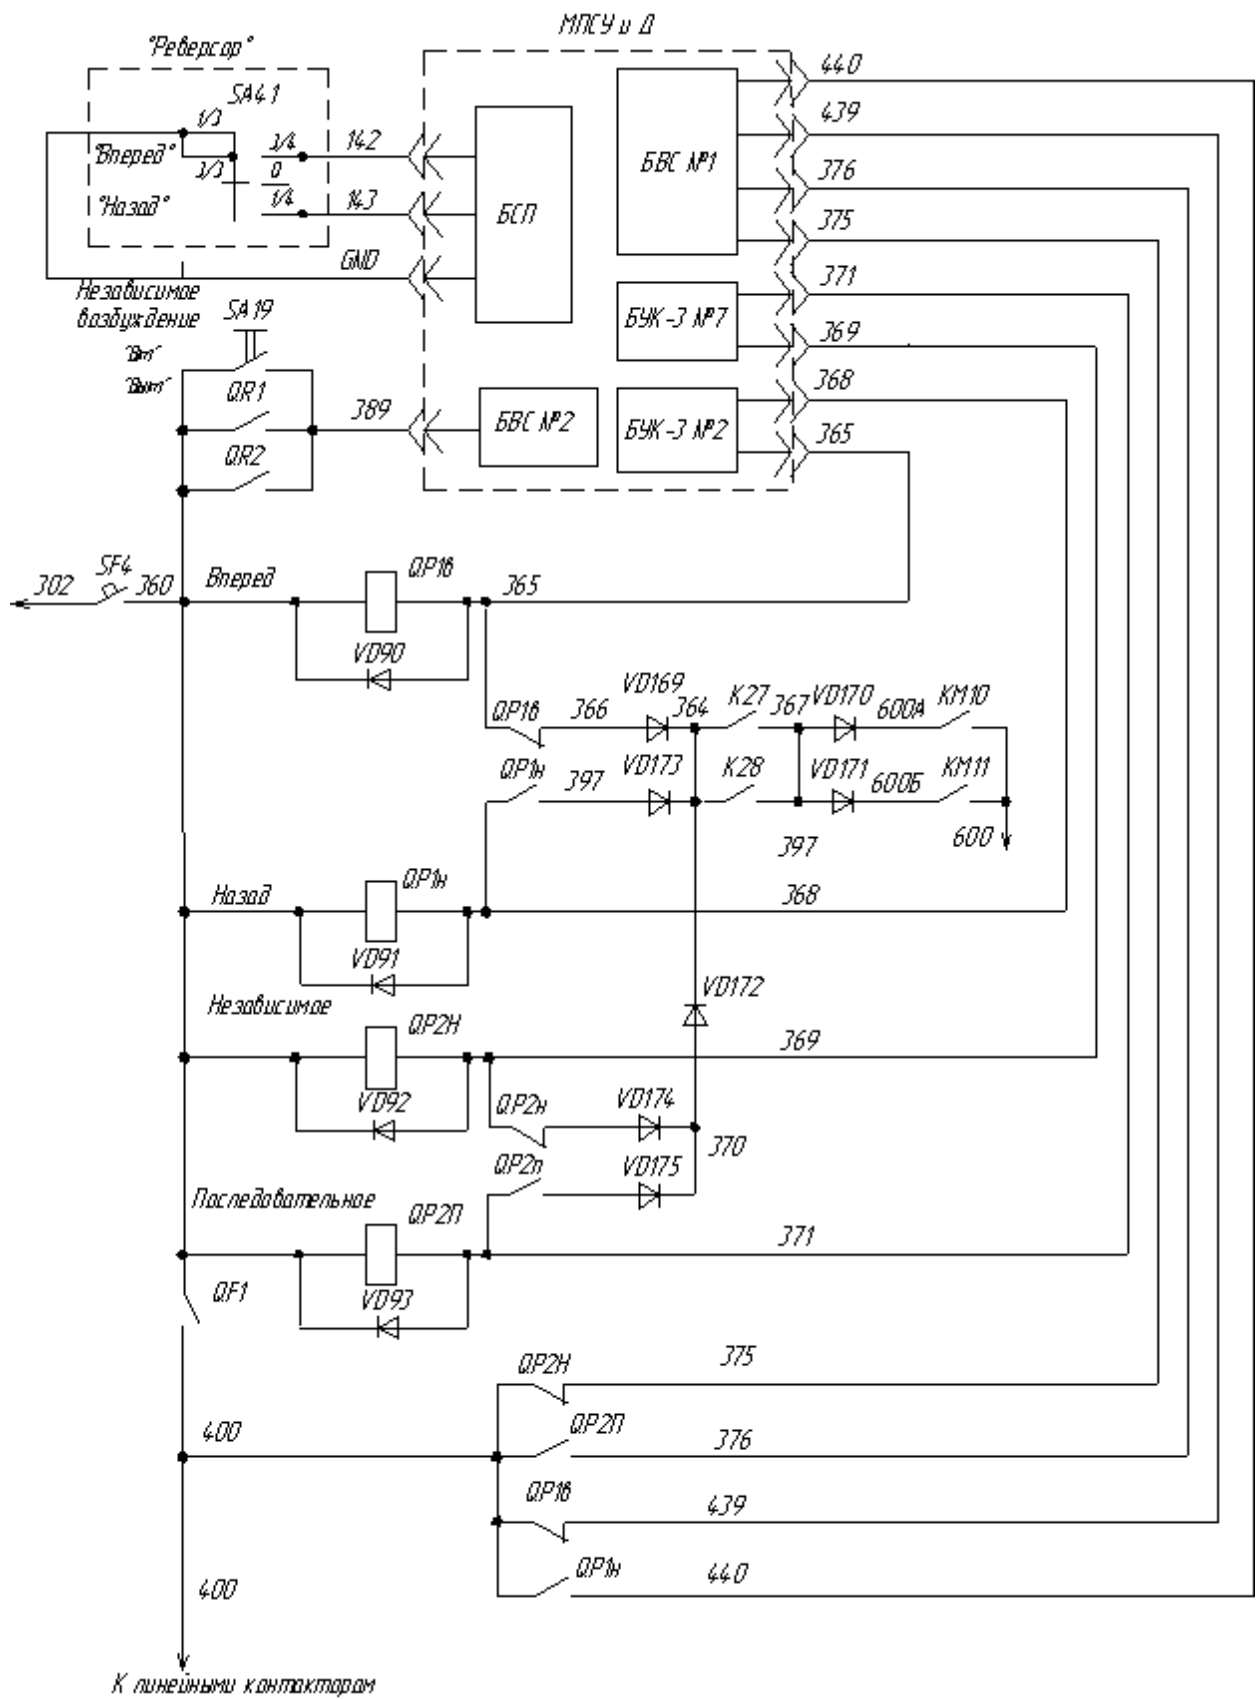 МПСУ и Д
"Реверсор"
SA41
1/3
"Вперед"
3/4
142
3/3
0
"Назад"
1/4
143
GND
БСП
БВС №1
440
439
376
375
БУК-3 №7
371
369
БУК-3 №2
368
365
Независимое
возбуждение
SA19
"Вкл"
"Выкл"
QR1
389
БВС №2
QR2
302
SF4
360
Вперед
QP1в
365
VD90
QP1в
366
VD169
364
K27
367
VD170
600А
KM10
QP1н
397
VD173
K28
VD171
600Б
KM11
397
600
Назад
QP1н
368
VD91
VD172
Независимое
QP2Н
369
VD92
QP2н
VD174
370
QP2п
VD175
Последовательное
QP2П
371
QF1
VD93
QP2Н
375
400
QP2П
376
QP1в
439
QP1н
440
400
К линейными контактором